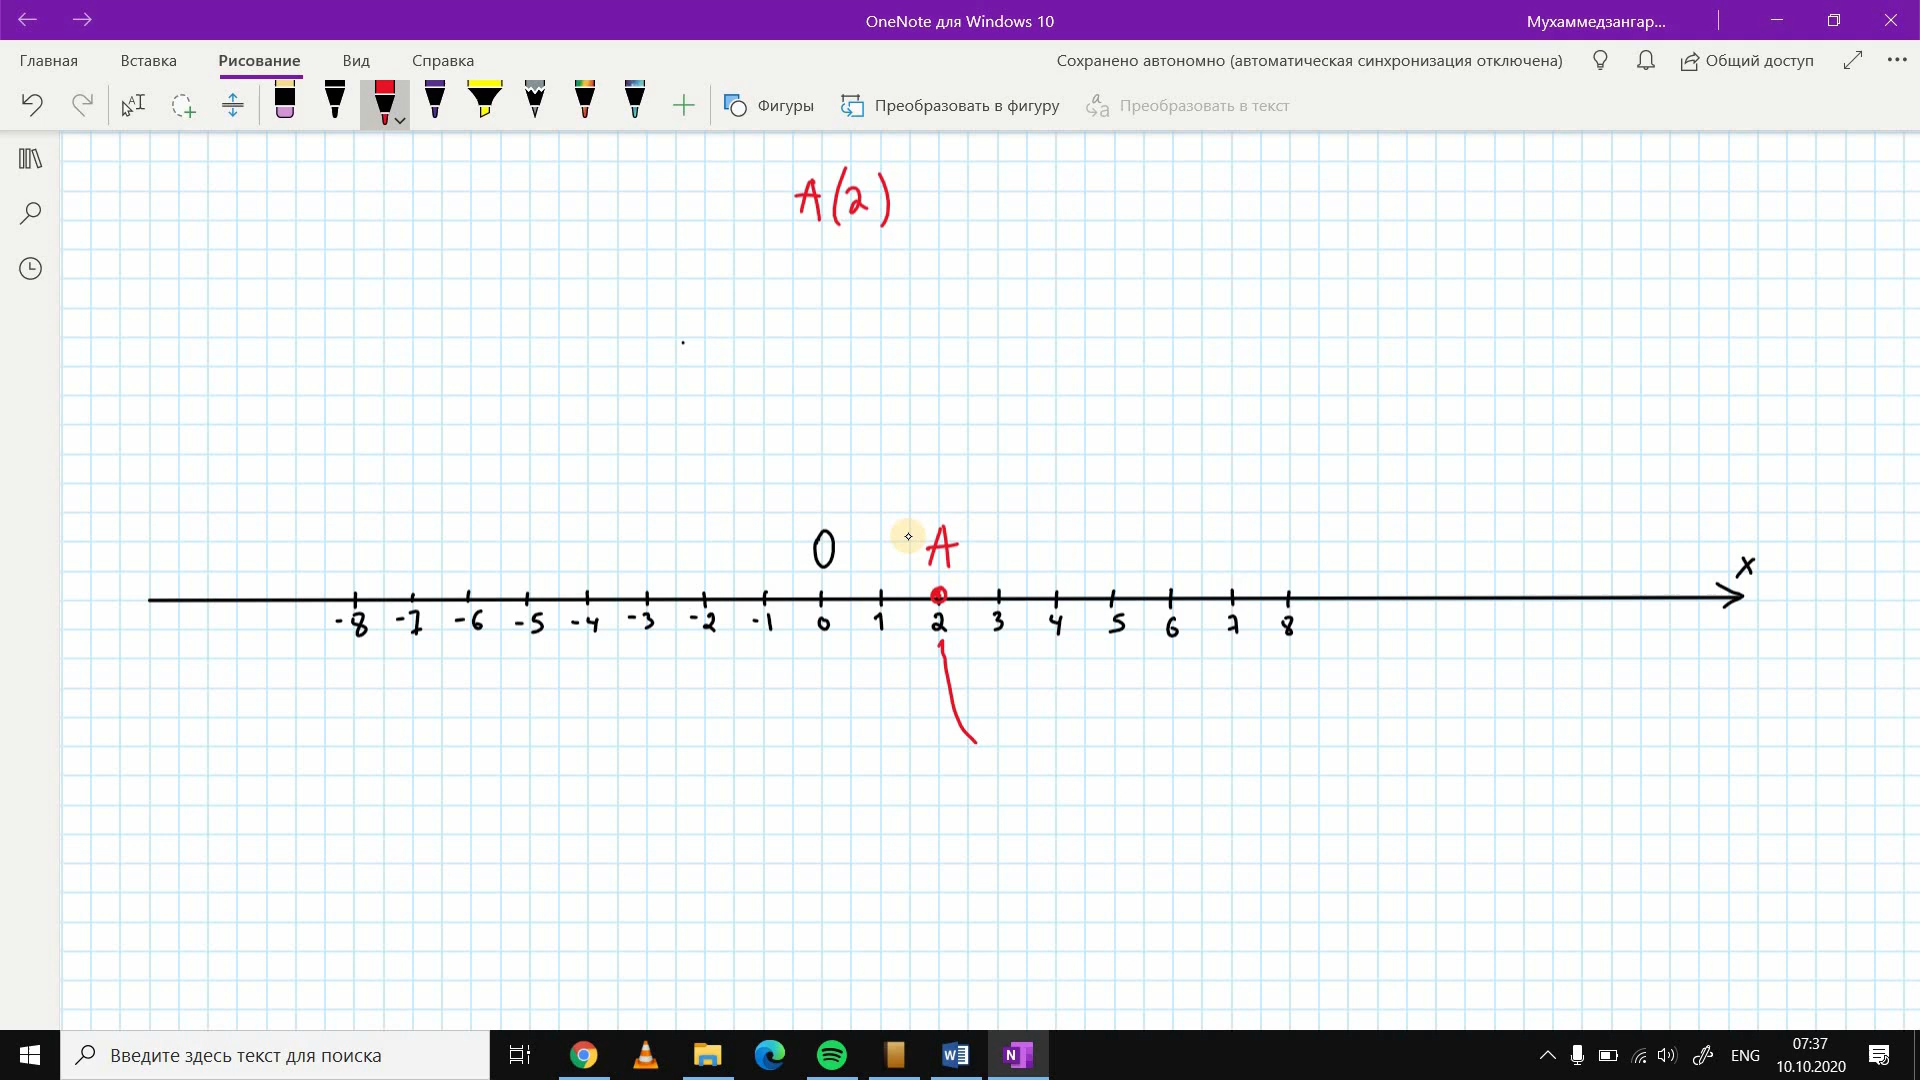 OneNote для Windows 10
Мухаммедзангар...
Главная Вставка Рисование Вид Справка
Сохранено автономно (автоматическая синхронизация отключена) Общий доступ
Фигуры Преобразовать в фигуру Преобразовать в текст
A(2)
O A x
-8 -7 -6 -5 -4 -3 -2 -1 0 1 2 3 4 5 6 7 8
Введите здесь текст для поиска
ENG
07:37
10.10.2020